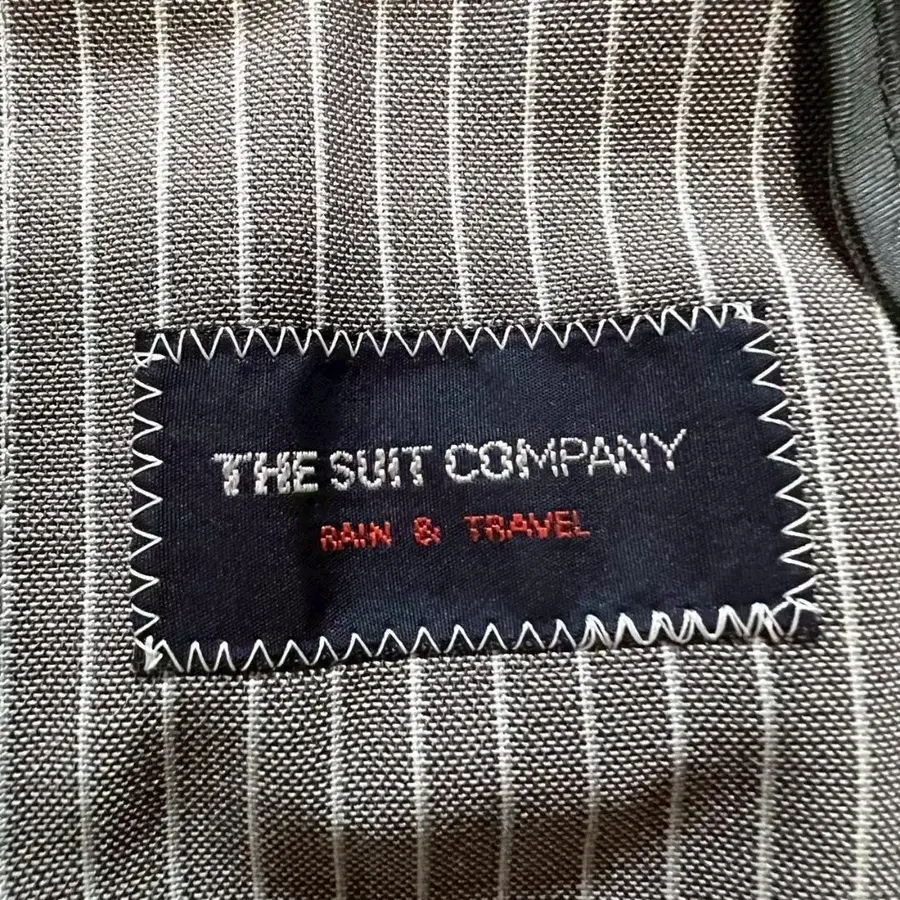 THE SUIT COMPANY
RAIN & TRAVEL